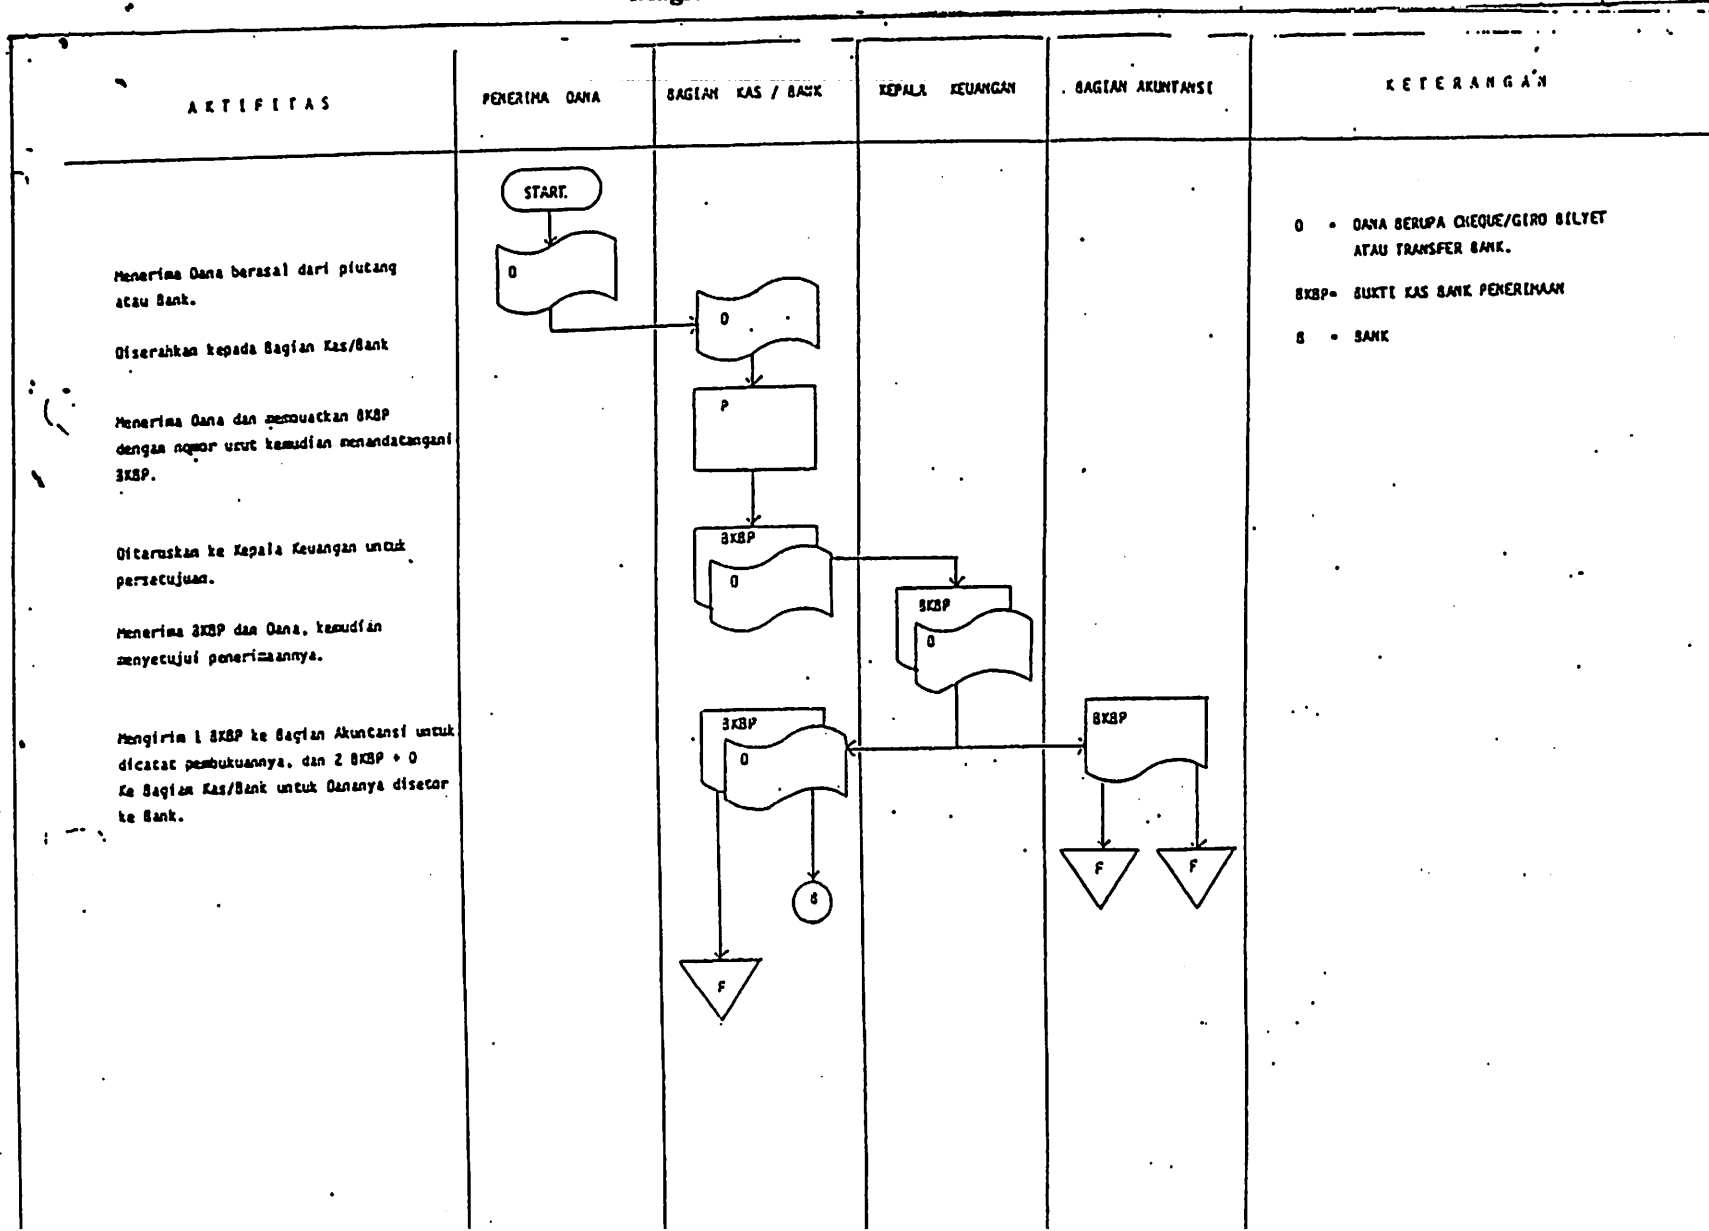 AKTIFITAS
PENERIMA DANA
BAGIAN KAS / BANK
KEPALA KEUANGAN
BAGIAN AKUNTANSI
KETERANGAN
START.
D
Menerima Dana berasal dari piutang
atau Bank.
Diserahkan kepada Bagian Kas/Bank
D
P
Menerima Dana dan membuatkan BKBP
dengan nomor urut kemudian menandatangani
BKBP.
BKBP
D
Diteruskan ke Kepala Keuangan untuk
persetujuan.
BKBP
D
Menerima BKBP dan Dana, kemudian
menyetujui penerimaannya.
BKBP
D
BKBP
Mengirim 1 BKBP ke Bagian Akuntansi untuk
dicatat pembukuannya, dan 2 BKBP + D
Ke Bagian Kas/Bank untuk Dananya disetor
ke Bank.
F
F
B
F
D = DANA BERUPA CHEQUE/GIRO BILYET
ATAU TRANSFER BANK.
BKBP= BUKTI KAS BANK PENERIMAAN
B = BANK